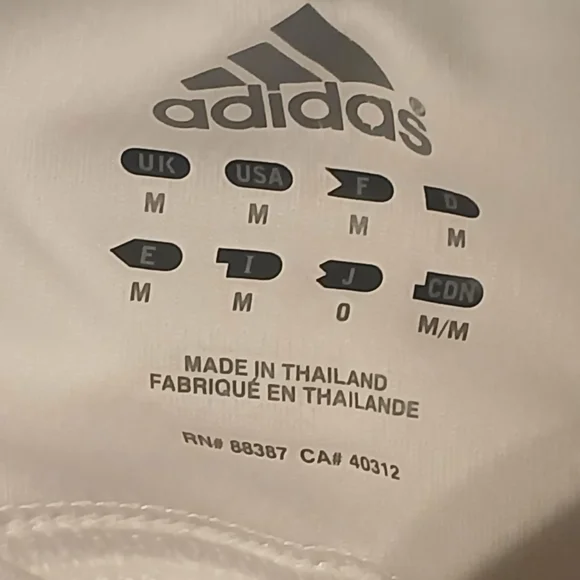 adidas®
UK USA F D
M M M M
E I J CDN
M M O M/M
MADE IN THAILAND
FABRIQUÉ EN THAILANDE
RN# 88387 CA# 40312